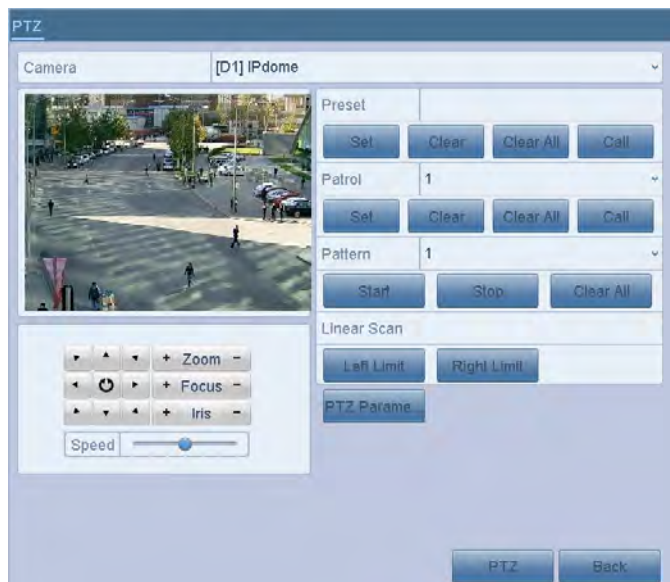 PTZ
Camera [D1] IPdome
Preset
Set Clear Clear All Call
Patrol 1
Set Clear Clear All Call
Pattern 1
Start Stop Clear All
Linear Scan
Left Limit Right Limit
PTZ Parame...
+ Zoom -
+ Focus -
+ Iris -
Speed
PTZ Back